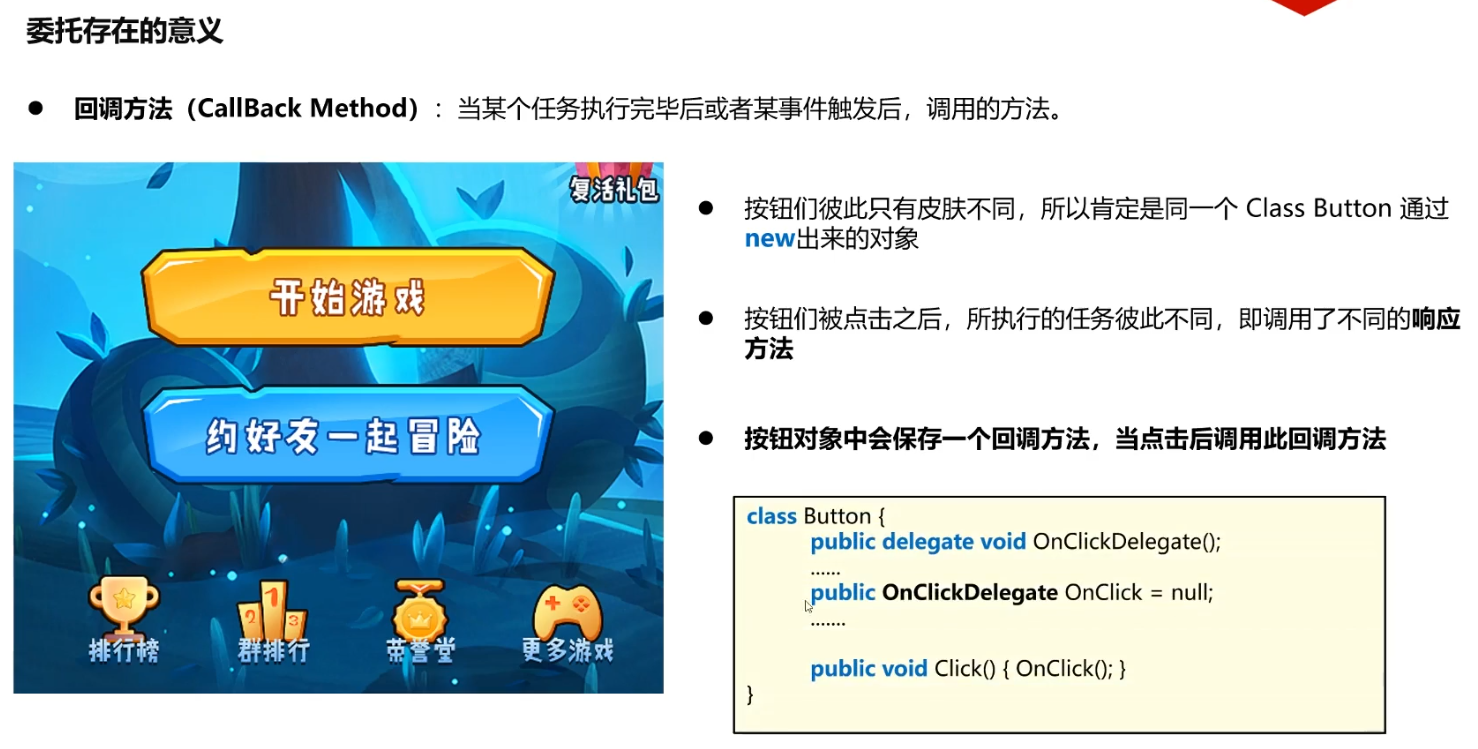 委托存在的意义
● 回调方法（CallBack Method）：当某个任务执行完毕后或者某事件触发后，调用的方法。
复活礼包
开始游戏
约好友一起冒险
1
2
3
排行榜 群排行 荣誉堂 更多游戏
● 按钮们彼此只有皮肤不同，所以肯定是同一个 Class Button 通过
new出来的对象
● 按钮们被点击之后，所执行的任务彼此不同，即调用了不同的响应
方法
● 按钮对象中会保存一个回调方法，当点击后调用此回调方法
class Button {
public delegate void OnClickDelegate();
......
public OnClickDelegate OnClick = null;
.......
public void Click() { OnClick(); }
}